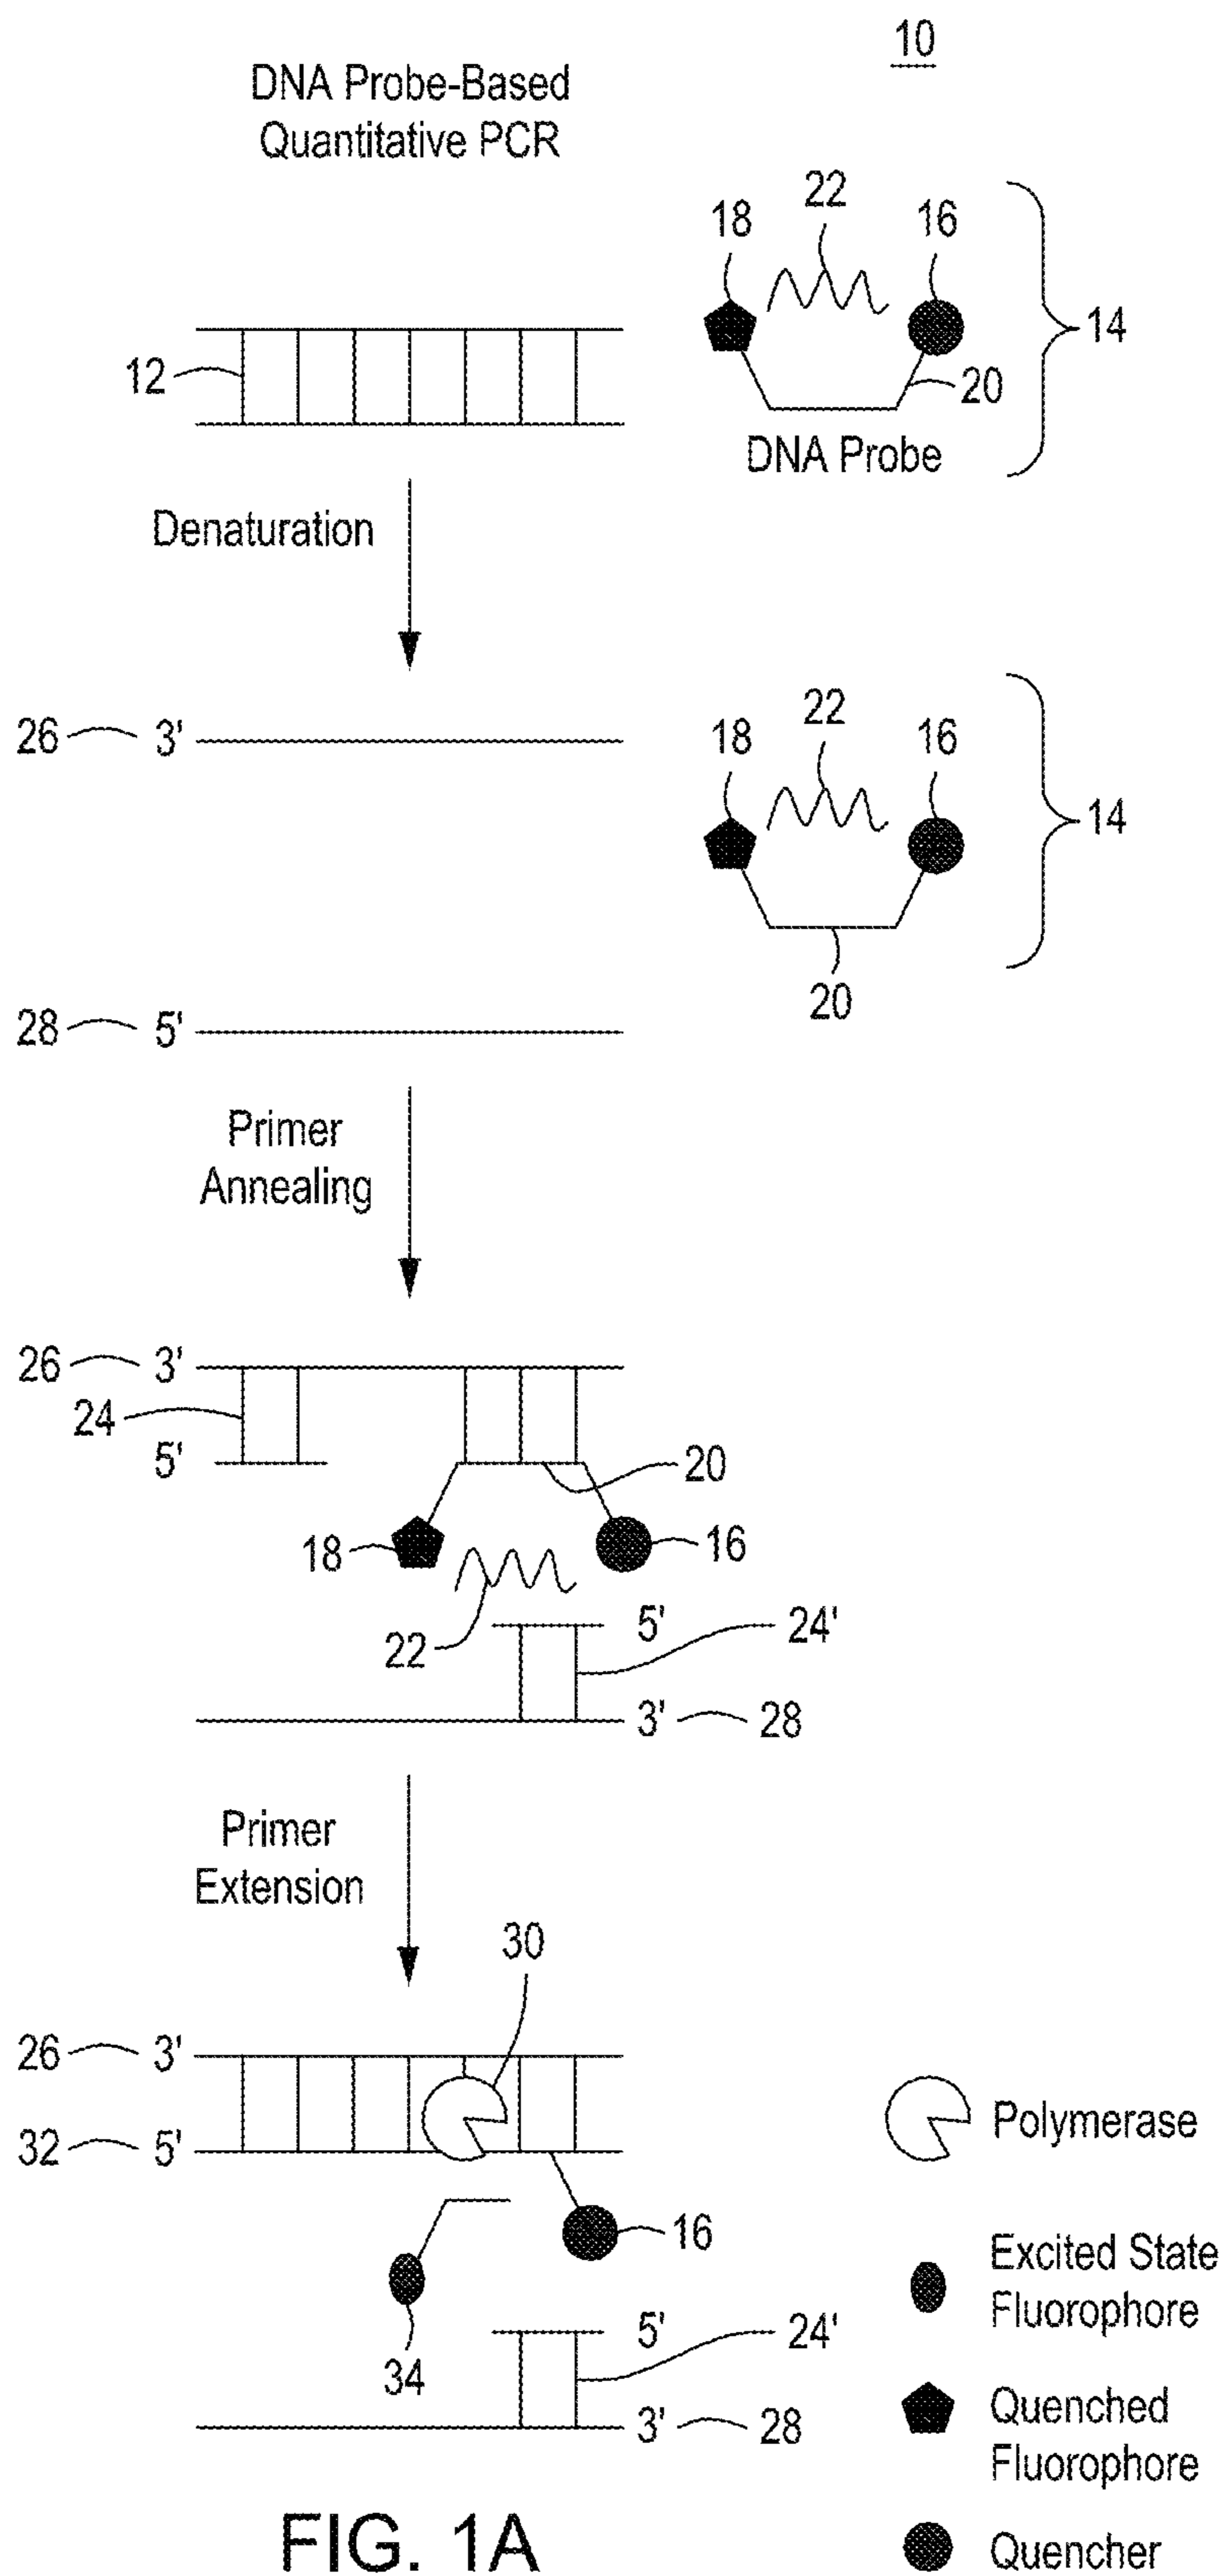 10
DNA Probe-Based
Quantitative PCR
22
18
16
12
14
20
DNA Probe
Denaturation
22
18
16
26 3'
14
20
28 5'
Primer
Annealing
26 3'
24
5'
20
18
16
22
5'
24'
3' 28
Primer
Extension
30
26 3'
32 5'
Polymerase
16
34
Excited State
Fluorophore
5'
24'
3' 28
Quenched
Fluorophore
Quencher
FIG. 1A